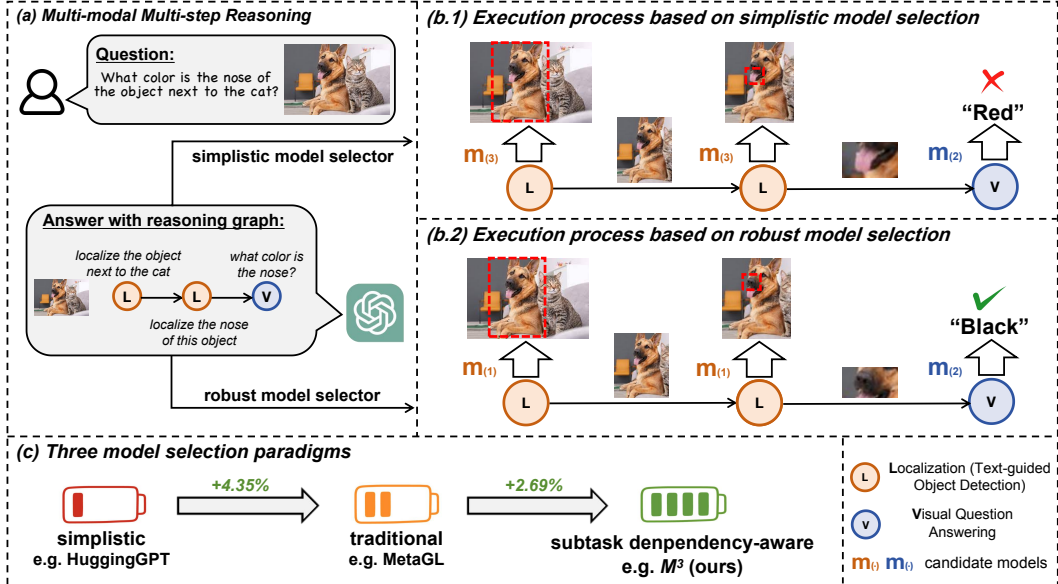 (a) Multi-modal Multi-step Reasoning
Question:
What color is the nose of
the object next to the cat?
simplistic model selector
Answer with reasoning graph:
localize the object
next to the cat
what color is
the nose?
L
L
V
localize the nose
of this object
robust model selector
(b.1) Execution process based on simplistic model selection
"Red"
m(3)
m(3)
m(2)
L
L
V
(b.2) Execution process based on robust model selection
"Black"
m(1)
m(1)
m(2)
L
L
V
(c) Three model selection paradigms
+4.35%
+2.69%
simplistic
e.g. HuggingGPT
traditional
e.g. MetaGL
subtask denpendency-aware
e.g. M³ (ours)
L
Localization (Text-guided
Object Detection)
V
Visual Question
Answering
m(·) m(·) candidate models